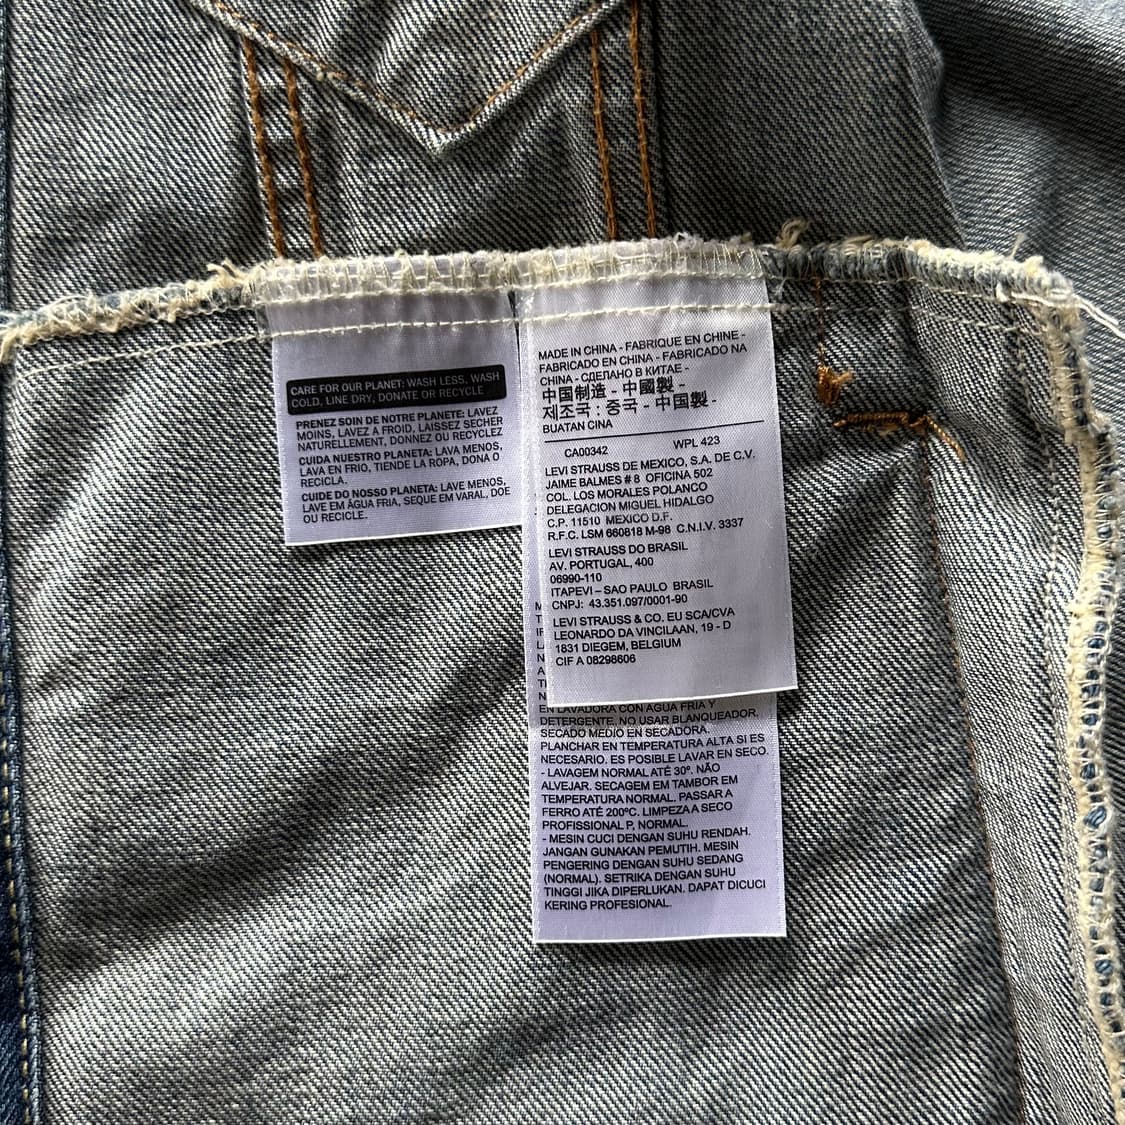 CARE FOR OUR PLANET: WASH LESS, WASH
COLD, LINE DRY, DONATE OR RECYCLE
PRENEZ SOIN DE NOTRE PLANETE: LAVEZ
MOINS, LAVEZ A FROID, LAISSEZ SECHER
NATURELLEMENT, DONNEZ OU RECYCLEZ
CUIDA NUESTRO PLANETA: LAVA MENOS,
LAVA EN FRIO, TIENDE LA ROPA, DONA O
RECICLA.
CUIDE DO NOSSO PLANETA: LAVE MENOS,
LAVE EM ÁGUA FRIA, SEQUE EM VARAL, DOE
OU RECICLE.
MADE IN CHINA - FABRIQUE EN CHINE -
FABRICADO EN CHINA - FABRICADO NA
CHINA - СДЕЛАНО В КИТАЕ -
中国制造 - 中國製 -
제조국 : 중국 - 中国製 -
BUATAN CINA
CA00342 WPL 423
LEVI STRAUSS DE MEXICO, S.A. DE C.V.
JAIME BALMES # 8 OFICINA 502
COL. LOS MORALES POLANCO
DELEGACION MIGUEL HIDALGO
C.P. 11510 MEXICO D.F.
R.F.C. LSM 660818 M-98 C.N.I.V. 3337
LEVI STRAUSS DO BRASIL
AV. PORTUGAL, 400
06990-110
ITAPEVI – SAO PAULO BRASIL
CNPJ: 43.351.097/0001-90
LEVI STRAUSS & CO. EU SCA/CVA
LEONARDO DA VINCILAAN, 19 - D
1831 DIEGEM, BELGIUM
CIF A 08298606
EN LAVADORA CON AGUA FRIA Y
DETERGENTE. NO USAR BLANQUEADOR.
SECADO MEDIO EN SECADORA.
PLANCHAR EN TEMPERATURA ALTA SI ES
NECESARIO. ES POSIBLE LAVAR EN SECO.
- LAVAGEM NORMAL ATÉ 30º. NÃO
ALVEJAR. SECAGEM EM TAMBOR EM
TEMPERATURA NORMAL. PASSAR A
FERRO ATÉ 200ºC. LIMPEZA A SECO
PROFISSIONAL P, NORMAL.
- MESIN CUCI DENGAN SUHU RENDAH.
JANGAN GUNAKAN PEMUTIH. MESIN
PENGERING DENGAN SUHU SEDANG
(NORMAL). SETRIKA DENGAN SUHU
TINGGI JIKA DIPERLUKAN. DAPAT DICUCI
KERING PROFESIONAL.